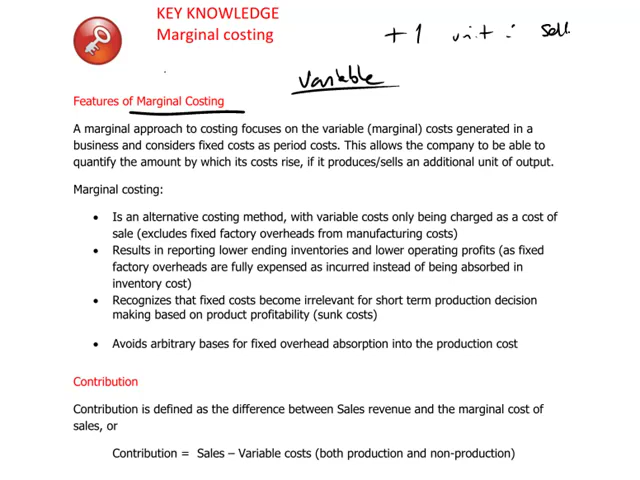 KEY KNOWLEDGE
Marginal costing
+1 unit : sell
variable
Features of Marginal Costing
A marginal approach to costing focuses on the variable (marginal) costs generated in a
business and considers fixed costs as period costs. This allows the company to be able to
quantify the amount by which its costs rise, if it produces/sells an additional unit of output.
Marginal costing:
• Is an alternative costing method, with variable costs only being charged as a cost of
sale (excludes fixed factory overheads from manufacturing costs)
• Results in reporting lower ending inventories and lower operating profits (as fixed
factory overheads are fully expensed as incurred instead of being absorbed in
inventory cost)
• Recognizes that fixed costs become irrelevant for short term production decision
making based on product profitability (sunk costs)
• Avoids arbitrary bases for fixed overhead absorption into the production cost
Contribution
Contribution is defined as the difference between Sales revenue and the marginal cost of
sales, or
Contribution = Sales – Variable costs (both production and non-production)